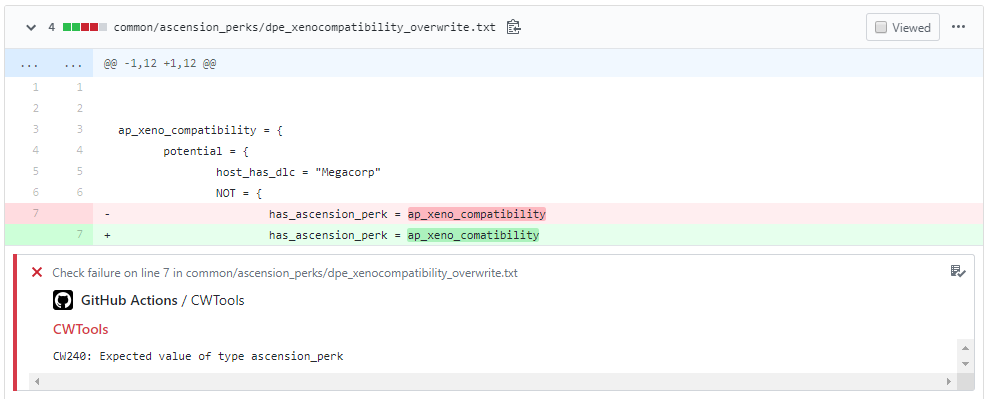 4 common/ascension_perks/dpe_xenocompatibility_overwrite.txt Viewed ...
... ... @@ -1,12 +1,12 @@
1 1
2 2
3 3 ap_xeno_compatibility = {
4 4 potential = {
5 5 host_has_dlc = "Megacorp"
6 6 NOT = {
7 - has_ascension_perk = ap_xeno_compatibility
7 + has_ascension_perk = ap_xeno_comatibility
Check failure on line 7 in common/ascension_perks/dpe_xenocompatibility_overwrite.txt
GitHub Actions / CWTools
CWTools
CW240: Expected value of type ascension_perk